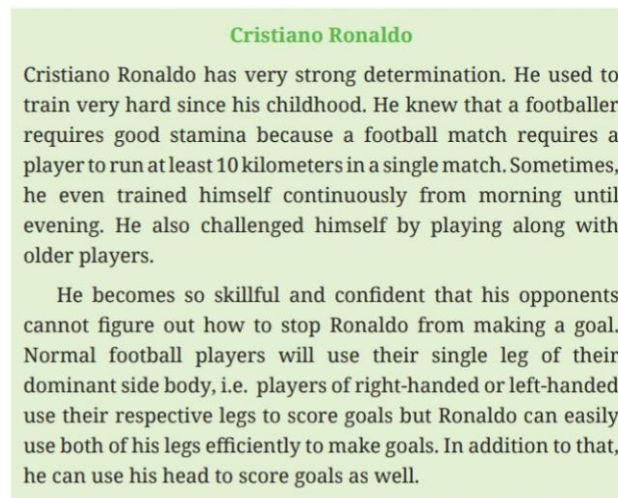 Cristiano Ronaldo
Cristiano Ronaldo has very strong determination. He used to
train very hard since his childhood. He knew that a footballer
requires good stamina because a football match requires a
player to run at least 10 kilometers in a single match. Sometimes,
he even trained himself continuously from morning until
evening. He also challenged himself by playing along with
older players.
He becomes so skillful and confident that his opponents
cannot figure out how to stop Ronaldo from making a goal.
Normal football players will use their single leg of their
dominant side body, i.e. players of right-handed or left-handed
use their respective legs to score goals but Ronaldo can easily
use both of his legs efficiently to make goals. In addition to that,
he can use his head to score goals as well.